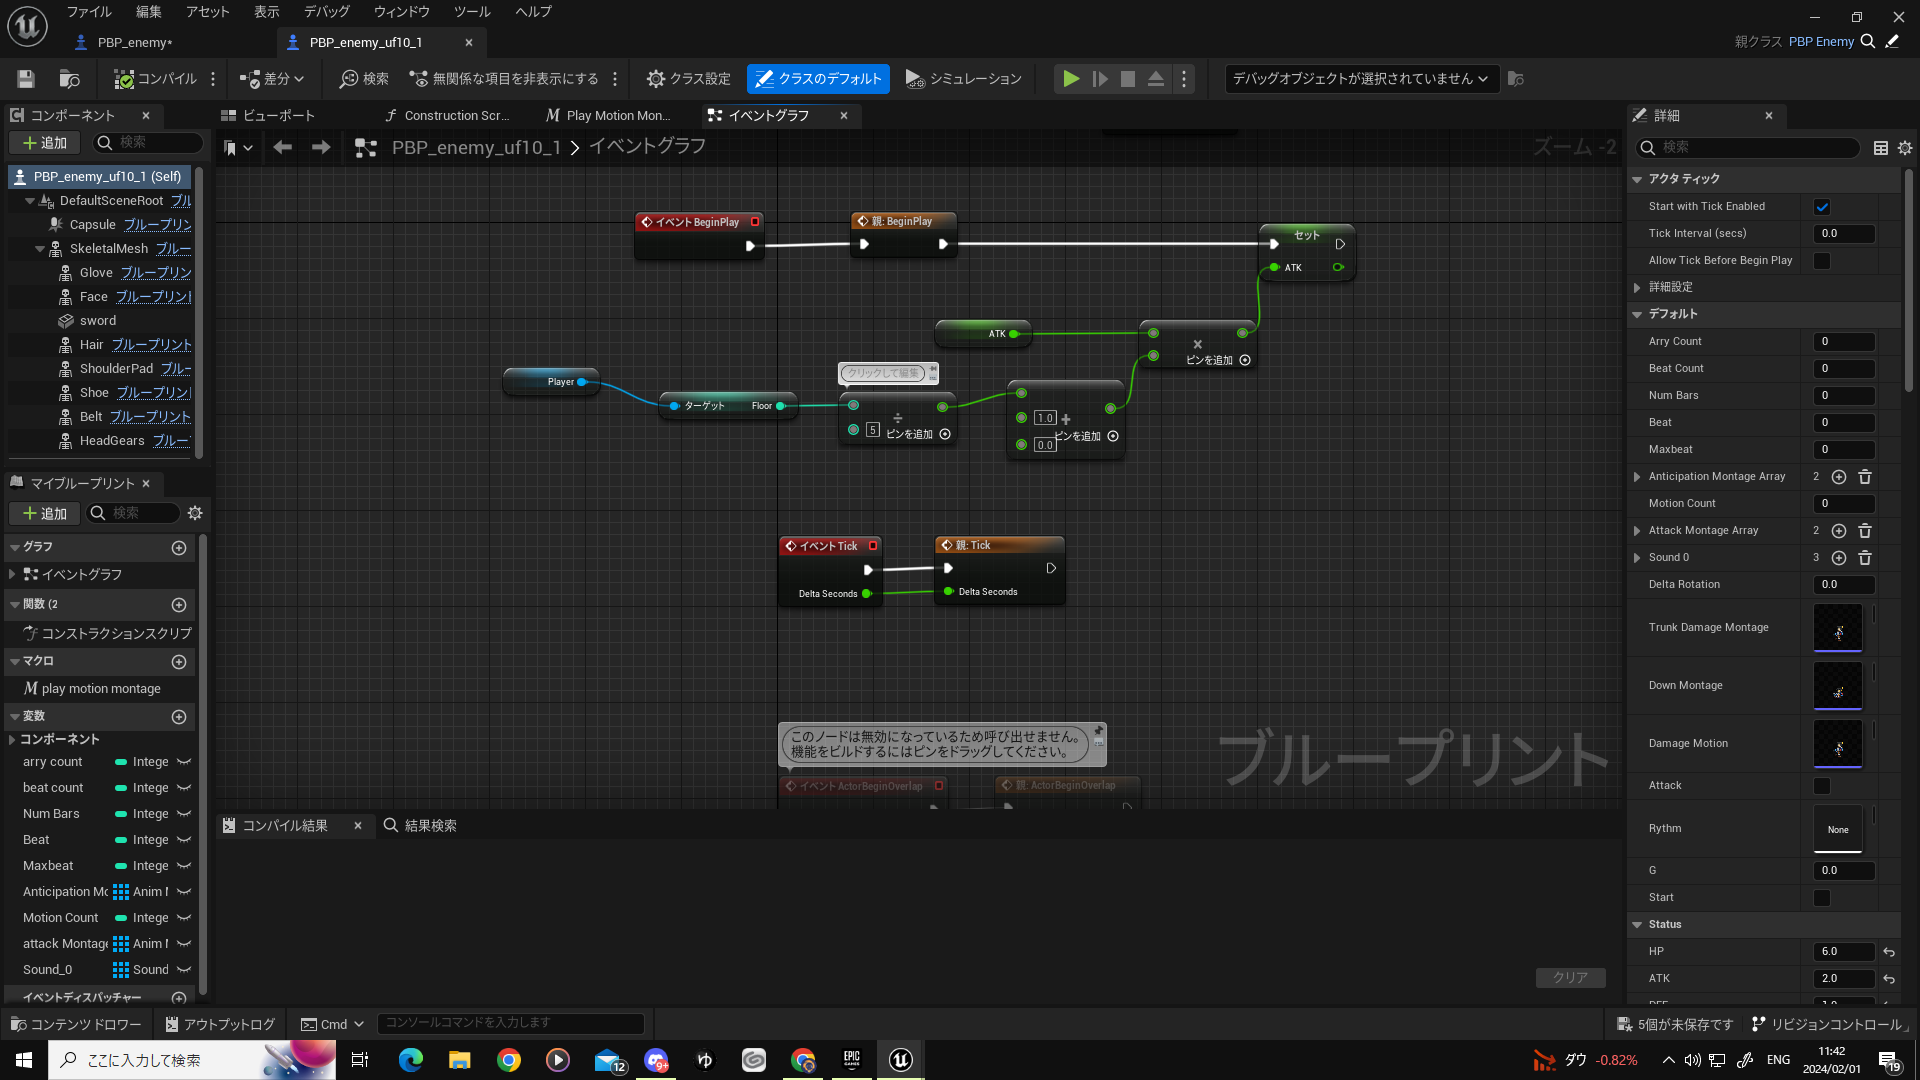 ファイル 編集 アセット 表示 デバッグ ウィンドウ ツール ヘルプ
PBP_enemy* PBP_enemy_uf10_1
親クラス PBP Enemy
コンパイル 差分 検索 無関係な項目を非表示にする クラス設定 クラスのデフォルト シミュレーション デバッグオブジェクトが選択されていません
コンポーネント
追加 検索
PBP_enemy_uf10_1 (Self)
DefaultSceneRoot ブル
Capsule ブループリン
SkeletalMesh ブルー
Glove ブループリン
Face ブループリント
sword
Hair ブループリント
ShoulderPad ブルー
Shoe ブループリン
Belt ブループリント
HeadGears ブルー
マイブループリント
追加 検索
グラフ
イベントグラフ
関数 (2
コンストラクションスクリプ
マクロ
play motion montage
変数
コンポーネント
arry count Intege
beat count Intege
Num Bars Intege
Beat Intege
Maxbeat Intege
Anticipation Mo Anim
Motion Count Intege
attack Montage Anim
Sound_0 Sound
イベントディスパッチャー
ビューポート Construction Scr... Play Motion Mon... イベントグラフ
PBP_enemy_uf10_1 > イベントグラフ
ズーム -2
イベント BeginPlay
親: BeginPlay
セット
ATK
ATK
×
ピンを追加
Player
ターゲット Floor
クリックして編集
÷
5 ピンを追加
1.0 +
0.0 ピンを追加
イベント Tick
Delta Seconds
親: Tick
Delta Seconds
このノードは無効になっているため呼び出せません。
機能をビルドするにはピンをドラッグしてください。
イベント ActorBeginOverlap
親: ActorBeginOverlap
ブループリント
コンパイル結果 結果検索
クリア
詳細
検索
アクタ ティック
Start with Tick Enabled
Tick Interval (secs) 0.0
Allow Tick Before Begin Play
詳細設定
デフォルト
Arry Count 0
Beat Count 0
Num Bars 0
Beat 0
Maxbeat 0
Anticipation Montage Array 2
Motion Count 0
Attack Montage Array 2
Sound 0 3
Delta Rotation 0.0
Trunk Damage Montage
Down Montage
Damage Motion
Attack
Rythm None
G 0.0
Start
Status
HP 6.0
ATK 2.0
コンテンツ ドロワー アウトプットログ Cmd コンソールコマンドを入力します
5個が未保存です リビジョンコントロール
ここに入力して検索
12
9+
ゆ
EPIC
GAMES
ダウ -0.82%
ENG
11:42
2024/02/01
19